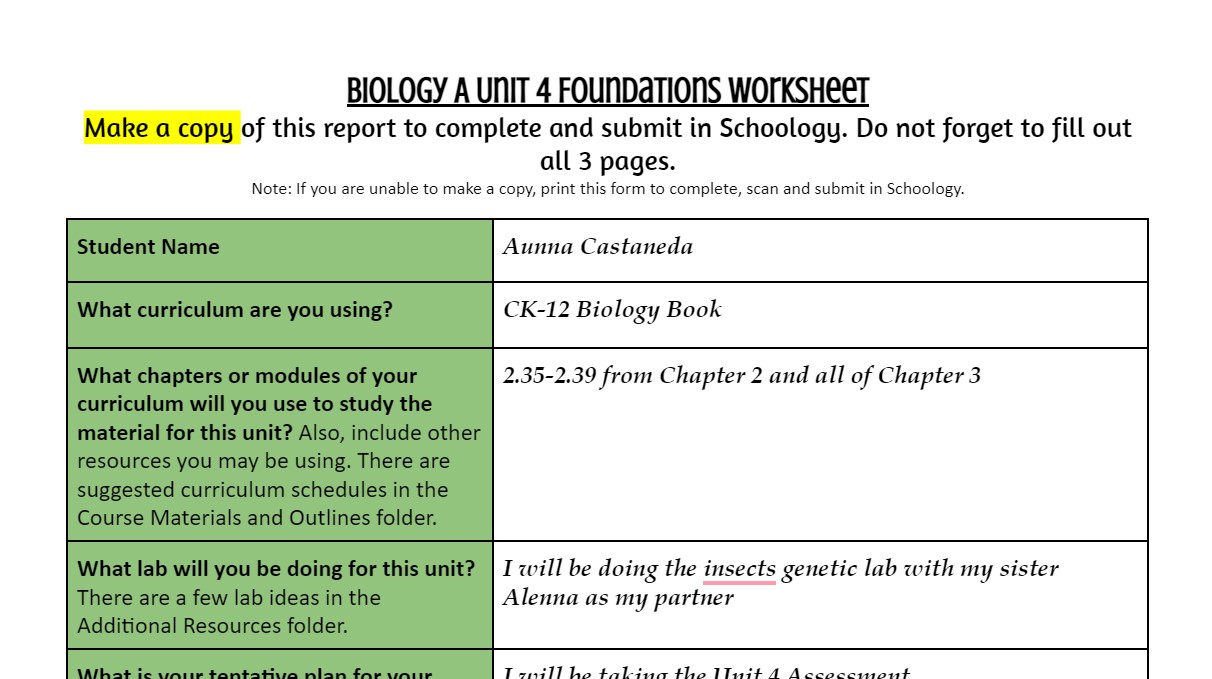 BIOLOGY A UNIT 4 FOUNDATIONS WORKSHEET
Make a copy of this report to complete and submit in Schoology. Do not forget to fill out
all 3 pages.
Note: If you are unable to make a copy, print this form to complete, scan and submit in Schoology.
Student Name
Aunna Castaneda
What curriculum are you using?
CK-12 Biology Book
What chapters or modules of your
curriculum will you use to study the
material for this unit? Also, include other
resources you may be using. There are
suggested curriculum schedules in the
Course Materials and Outlines folder.
2.35-2.39 from Chapter 2 and all of Chapter 3
What lab will you be doing for this unit?
There are a few lab ideas in the
Additional Resources folder.
I will be doing the insects genetic lab with my sister
Alenna as my partner
What is your tentative plan for your
I will be taking the Unit 4 Assessment